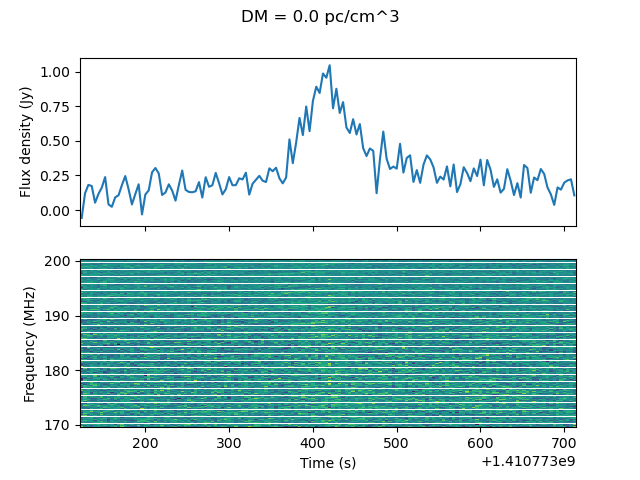 DM = 0.0 pc/cm^3
1.00
0.75
0.50
0.25
0.00
Flux density (Jy)
200
190
180
170
Frequency (MHz)
200 300 400 500 600 700
Time (s)
+1.410773e9